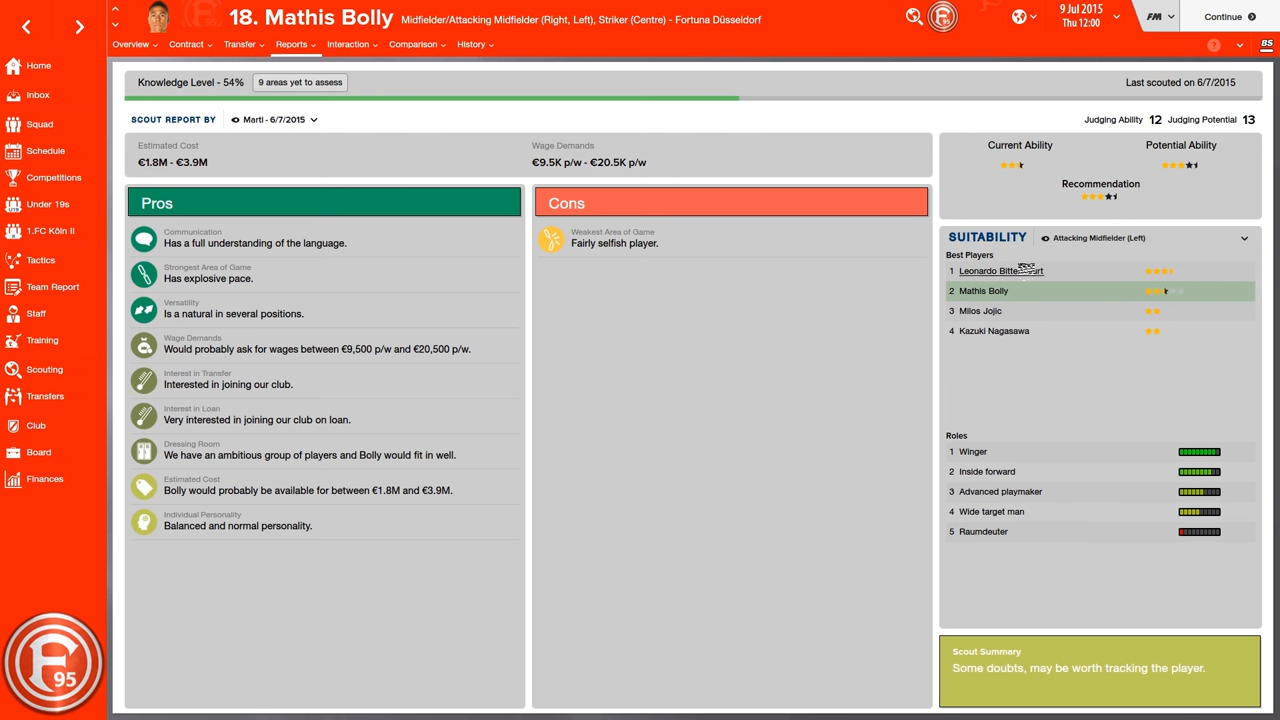 18. Mathis Bolly Midfielder/Attacking Midfielder (Right, Left), Striker (Centre) - Fortuna Düsseldorf
9 Jul 2015
Thu 12:00
FM
Continue
Overview Contract Transfer Reports Interaction Comparison History
?
BS
Home
Inbox
Squad
Schedule
Competitions
Under 19s
1.FC Köln II
Tactics
Team Report
Staff
Training
Scouting
Transfers
Club
Board
Finances
F 95
Knowledge Level - 54% 9 areas yet to assess Last scouted on 6/7/2015
SCOUT REPORT BY Marti - 6/7/2015 Judging Ability 12 Judging Potential 13
Estimated Cost
€1.8M - €3.9M
Wage Demands
€9.5K p/w - €20.5K p/w
Current Ability Potential Ability
Recommendation
Pros
Communication
Has a full understanding of the language.
Strongest Area of Game
Has explosive pace.
Versatility
Is a natural in several positions.
Wage Demands
Would probably ask for wages between €9,500 p/w and €20,500 p/w.
Interest in Transfer
Interested in joining our club.
Interest in Loan
Very interested in joining our club on loan.
Dressing Room
We have an ambitious group of players and Bolly would fit in well.
Estimated Cost
Bolly would probably be available for between €1.8M and €3.9M.
Individual Personality
Balanced and normal personality.
Cons
Weakest Area of Game
Fairly selfish player.
SUITABILITY Attacking Midfielder (Left)
Best Players
1 Leonardo
2 Mathis Bolly
3 Milos Jojic
4 Kazuki Nagasawa
Roles
1 Winger
2 Inside forward
3 Advanced playmaker
4 Wide target man
5 Raumdeuter
Scout Summary
Some doubts, may be worth tracking the player.